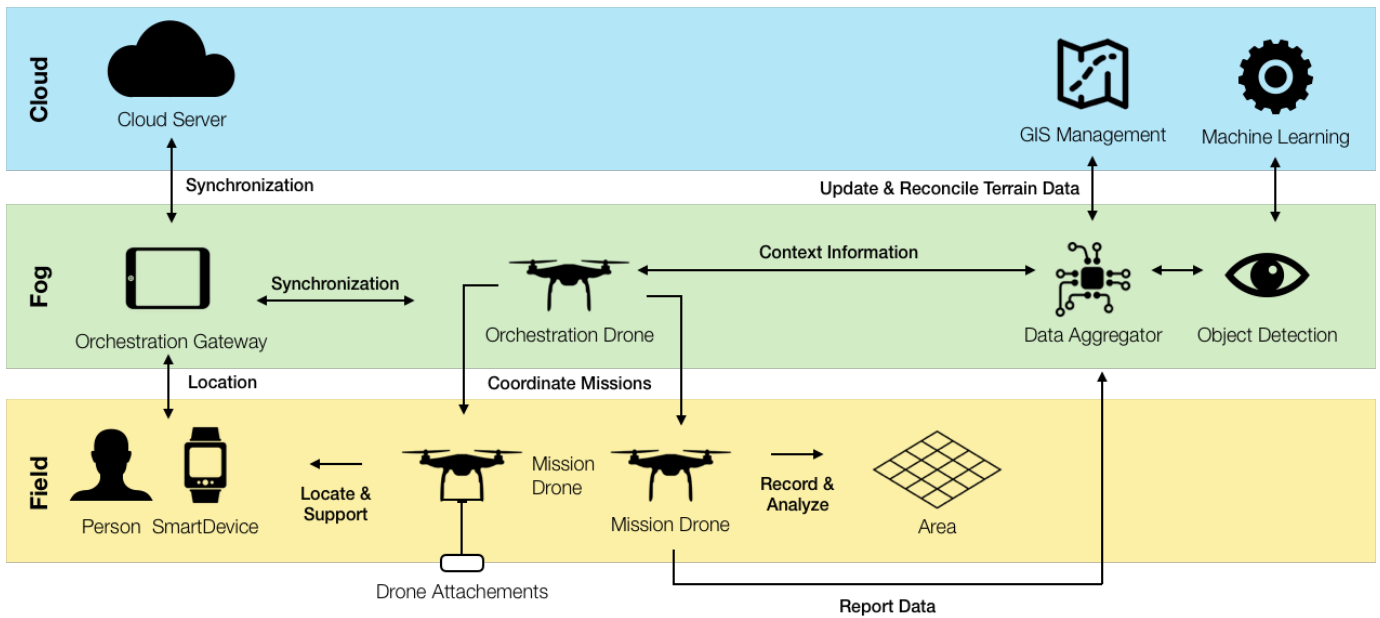 Cloud
Cloud Server
GIS Management
Machine Learning
Synchronization
Update & Reconcile Terrain Data
Fog
Synchronization
Context Information
Orchestration Gateway
Orchestration Drone
Data Aggregator
Object Detection
Location
Coordinate Missions
Field
Person
SmartDevice
Locate &
Support
Mission
Drone
Mission Drone
Record &
Analyze
Area
Drone Attachements
Report Data